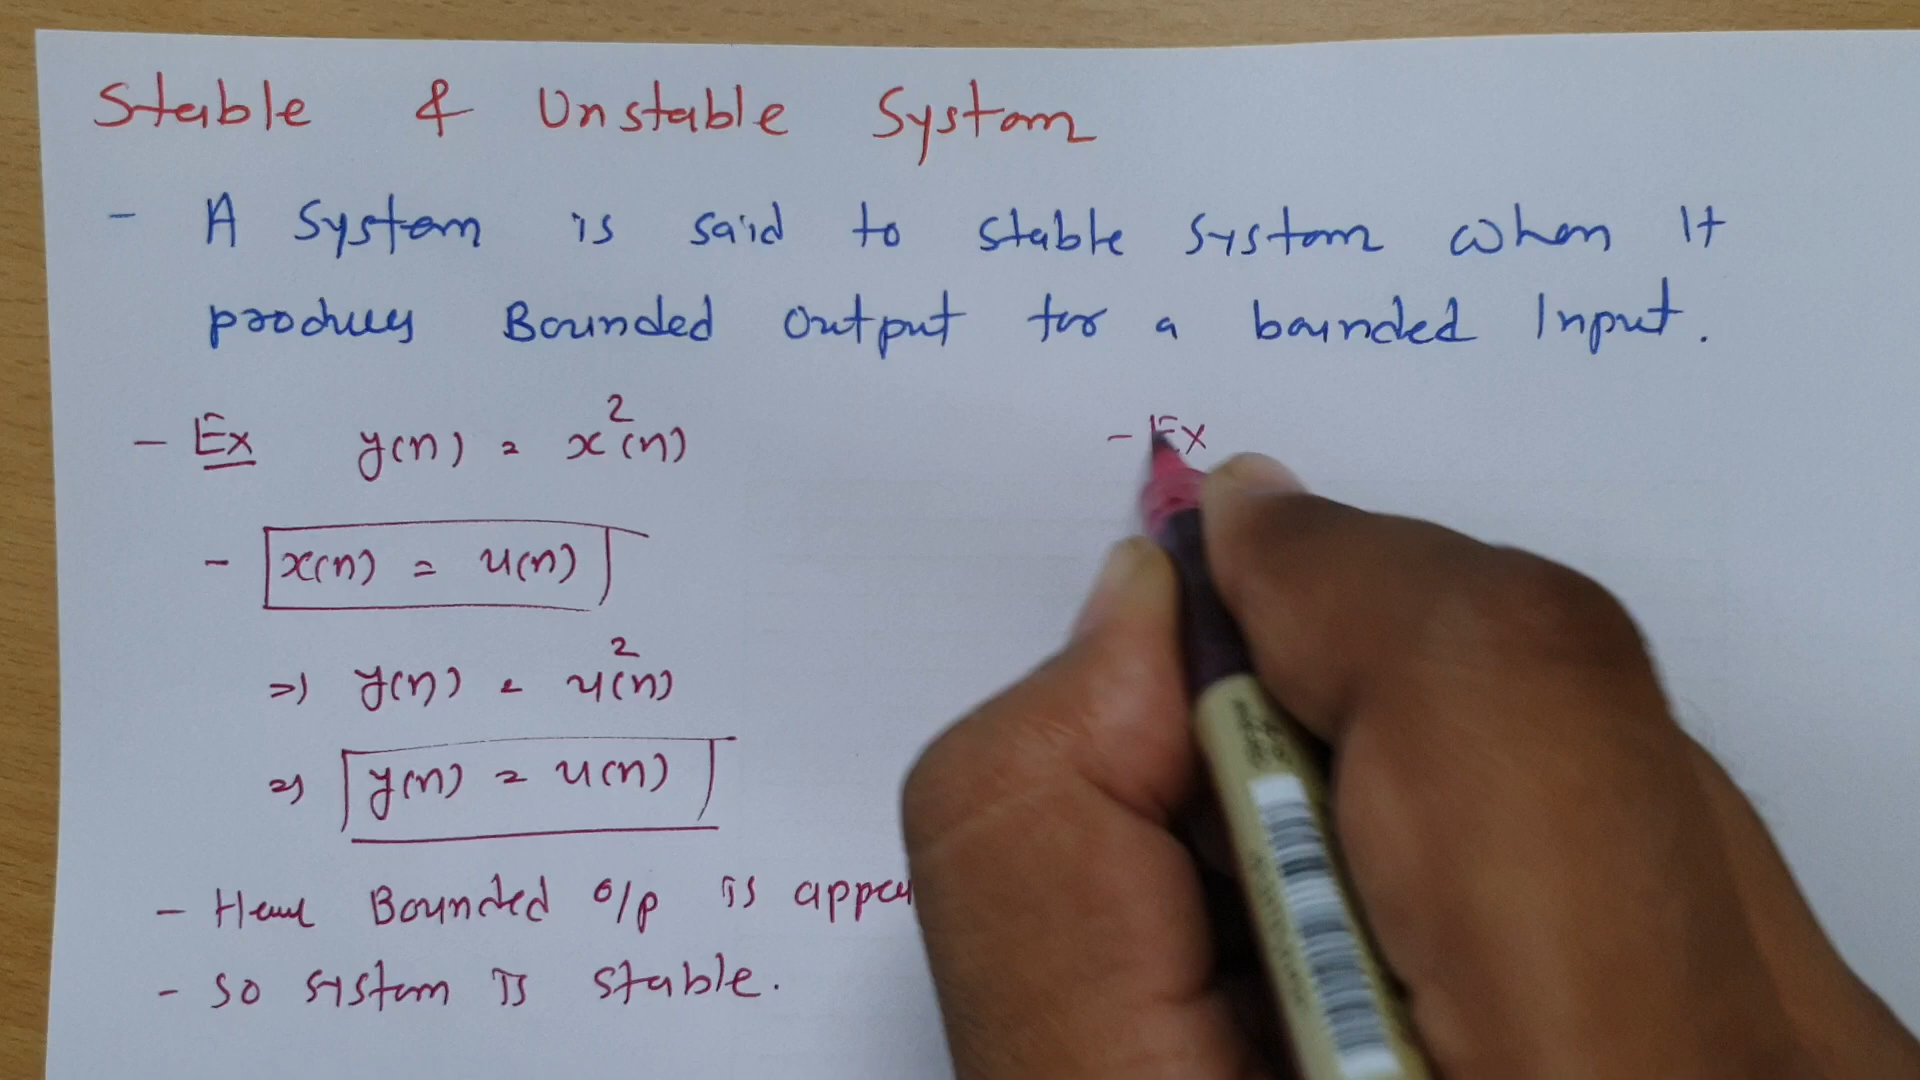 Stable & Unstable System
- A System is said to stable system when It
produces Bounded Output for a bounded Input.
- Ex y(n) = x²(n)
- x(n) = u(n)
⇒ y(n) = u²(n)
⇒ y(n) = u(n)
- Here Bounded o/p is
- so system is stable.
- Ex